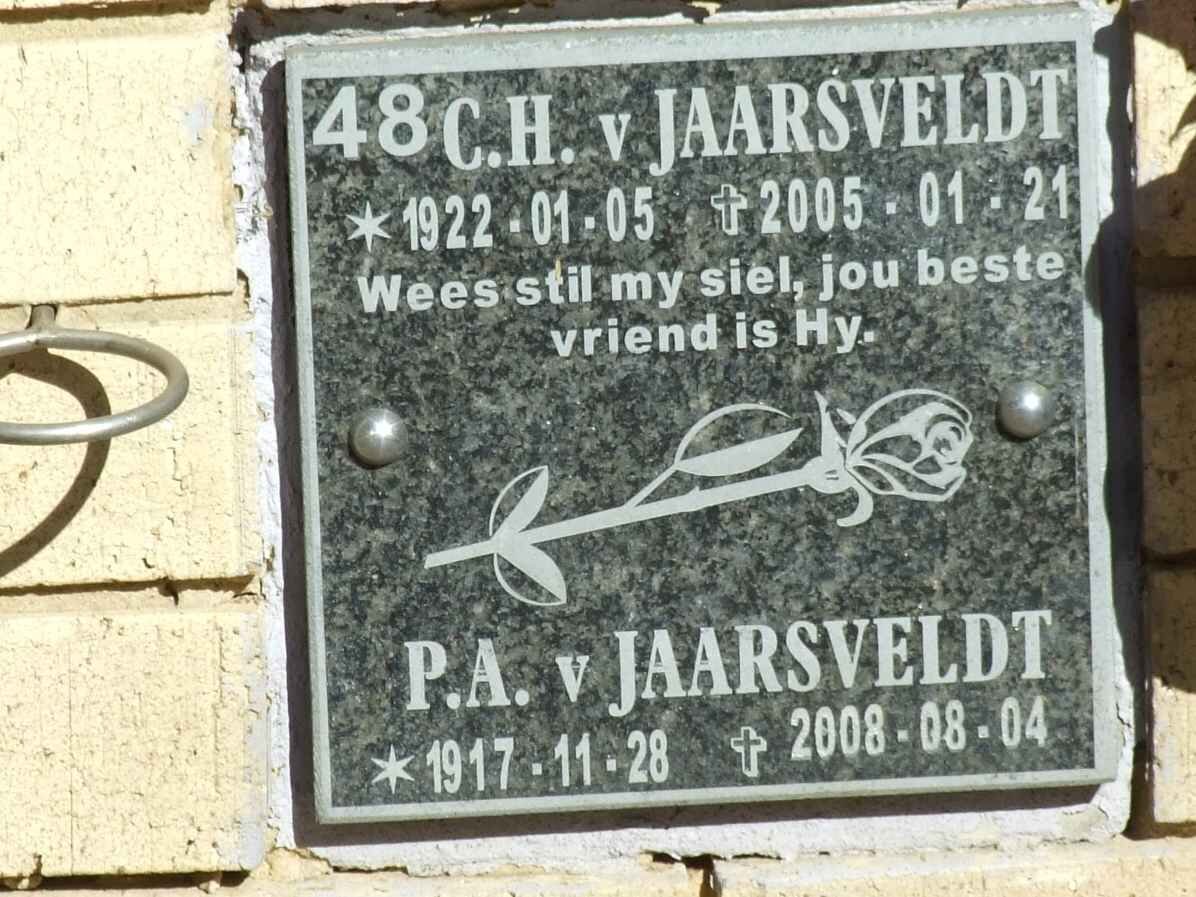 48 C.H. v JAARSVELDT
* 1922-01-05 ✝ 2005-01-21
Wees stil my siel, jou beste
vriend is Hy.
P.A. v JAARSVELDT
* 1917-11-28 ✝ 2008-08-04